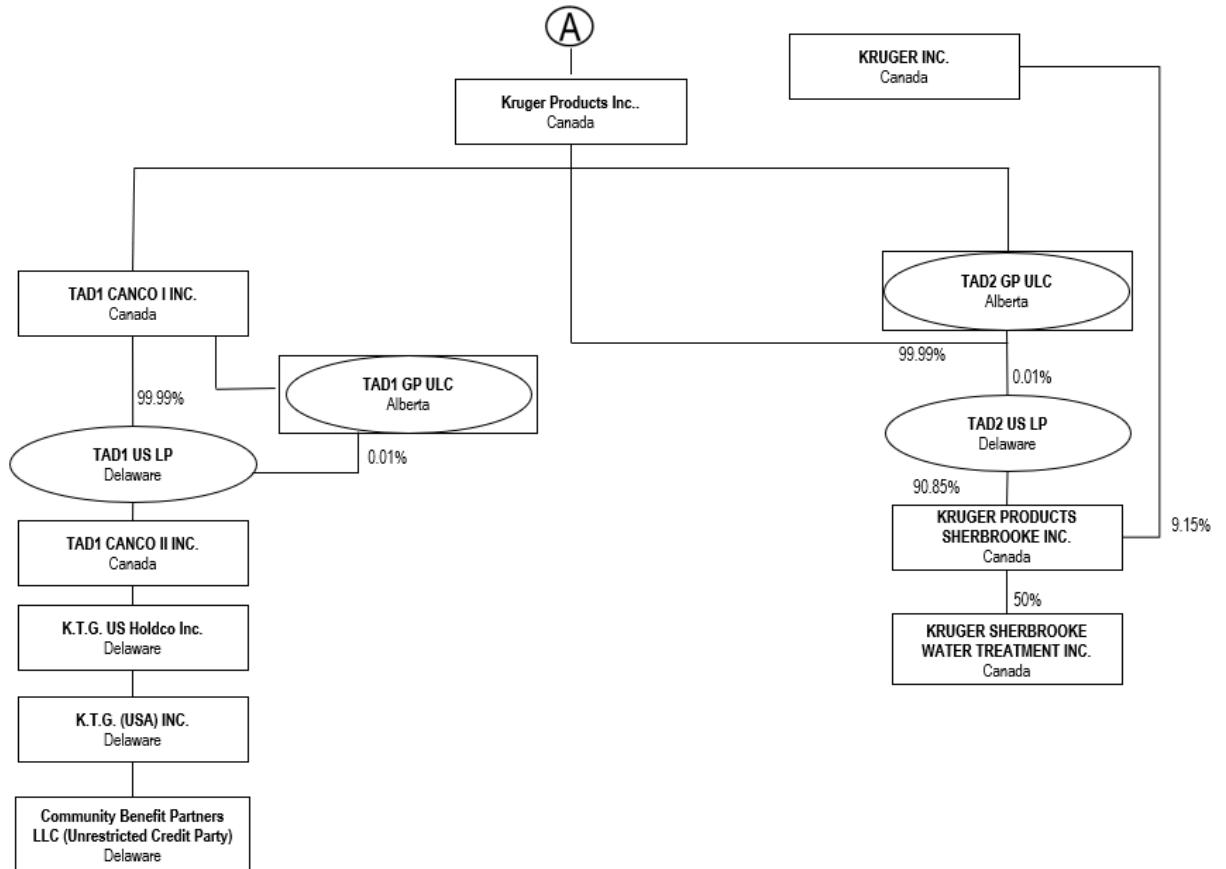 A
KRUGER INC.
Canada
Kruger Products Inc..
Canada
TAD1 CANCO I INC.
Canada
TAD2 GP ULC
Alberta
99.99%
TAD1 GP ULC
Alberta
99.99%
0.01%
TAD1 US LP
Delaware
0.01%
TAD2 US LP
Delaware
90.85%
TAD1 CANCO II INC.
Canada
KRUGER PRODUCTS
SHERBROOKE INC.
Canada
9.15%
K.T.G. US Holdco Inc.
Delaware
50%
KRUGER SHERBROOKE
WATER TREATMENT INC.
Canada
K.T.G. (USA) INC.
Delaware
Community Benefit Partners
LLC (Unrestricted Credit Party)
Delaware